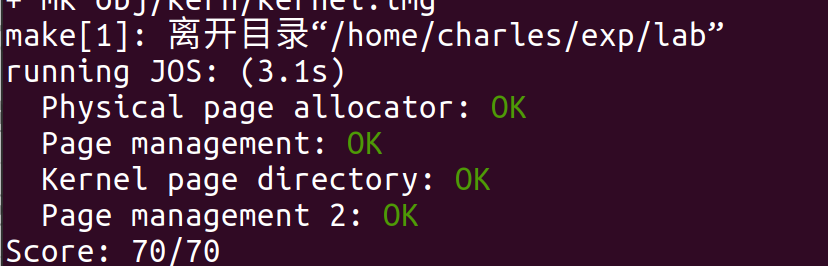 + mk obj/kern/kernel.img
make[1]: 离开目录“/home/charles/exp/lab”
running JOS: (3.1s)
  Physical page allocator: OK
  Page management: OK
  Kernel page directory: OK
  Page management 2: OK
Score: 70/70